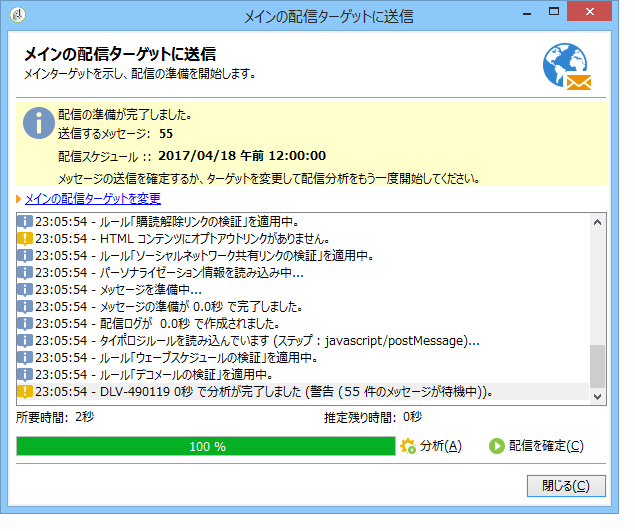 メインの配信ターゲットに送信
メインの配信ターゲットに送信
メインターゲットを示し、配信の準備を開始します。
配信の準備が完了しました。
送信するメッセージ: 55
配信スケジュール :: 2017/04/18 午前 12:00:00
メッセージの送信を確定するか、ターゲットを変更して配信分析をもう一度開始してください。
メインの配信ターゲットを変更
23:05:54 - ルール「購読解除リンクの検証」を適用中。
23:05:54 - HTML コンテンツにオプトアウトリンクがありません。
23:05:54 - ルール「ソーシャルネットワーク共有リンクの検証」を適用中。
23:05:54 - パーソナライゼーション情報を読み込み中...
23:05:54 - メッセージを準備中...
23:05:54 - メッセージの準備が 0.0秒 で完了しました。
23:05:54 - 配信ログが 0.0秒 で作成されました。
23:05:54 - タイポロジルールを読み込んでいます (ステップ : javascript/postMessage)...
23:05:54 - ルール「ウェーブスケジュールの検証」を適用中。
23:05:54 - ルール「デコメールの検証」を適用中。
23:05:54 - DLV-490119 0秒 で分析が完了しました (警告 (55 件のメッセージが待機中))。
所要時間: 2秒 推定残り時間: 0秒
100 % 分析(A) 配信を確定(C)
閉じる(C)